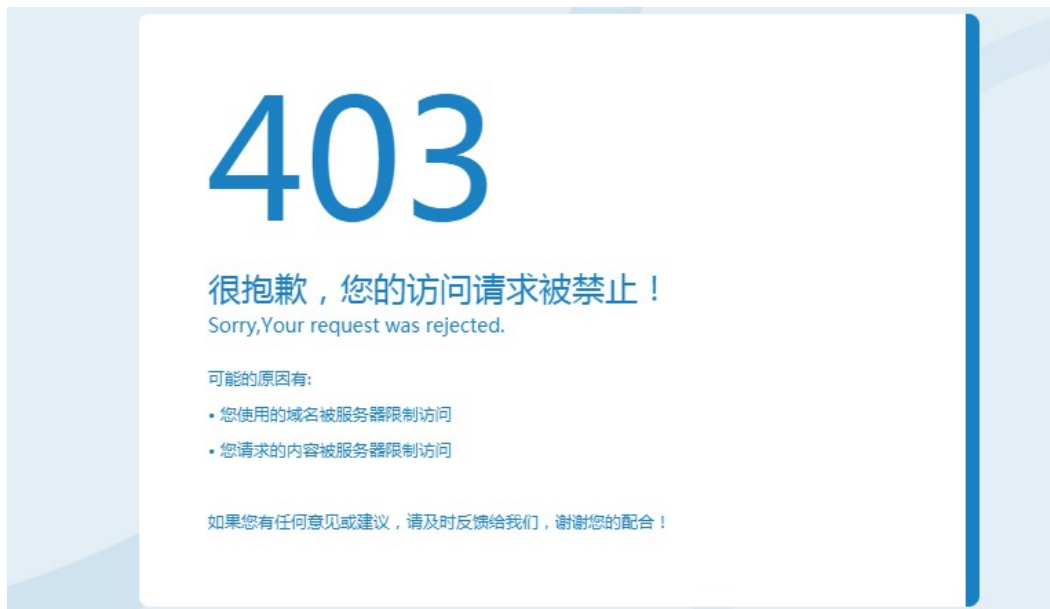 403
很抱歉，您的访问请求被禁止！
Sorry,Your request was rejected.
可能的原因有:
• 您使用的域名被服务器限制访问
• 您请求的内容被服务器限制访问
如果您有任何意见或建议，请及时反馈给我们，谢谢您的配合！